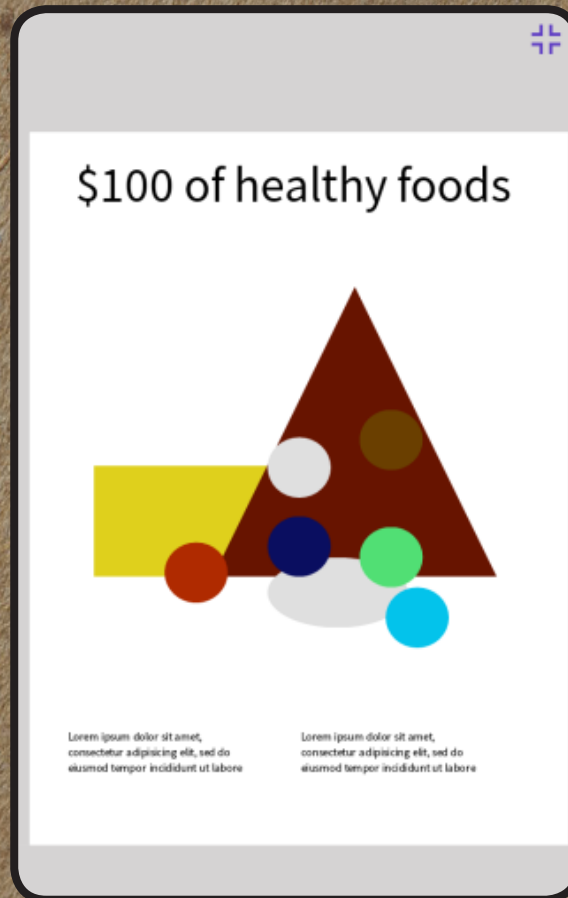 $100 of healthy foods
Lorem ipsum dolor sit amet,
consectetur adipisicing elit, sed do
eiusmod tempor incididunt ut labore
Lorem ipsum dolor sit amet,
consectetur adipisicing elit, sed do
eiusmod tempor incididunt ut labore